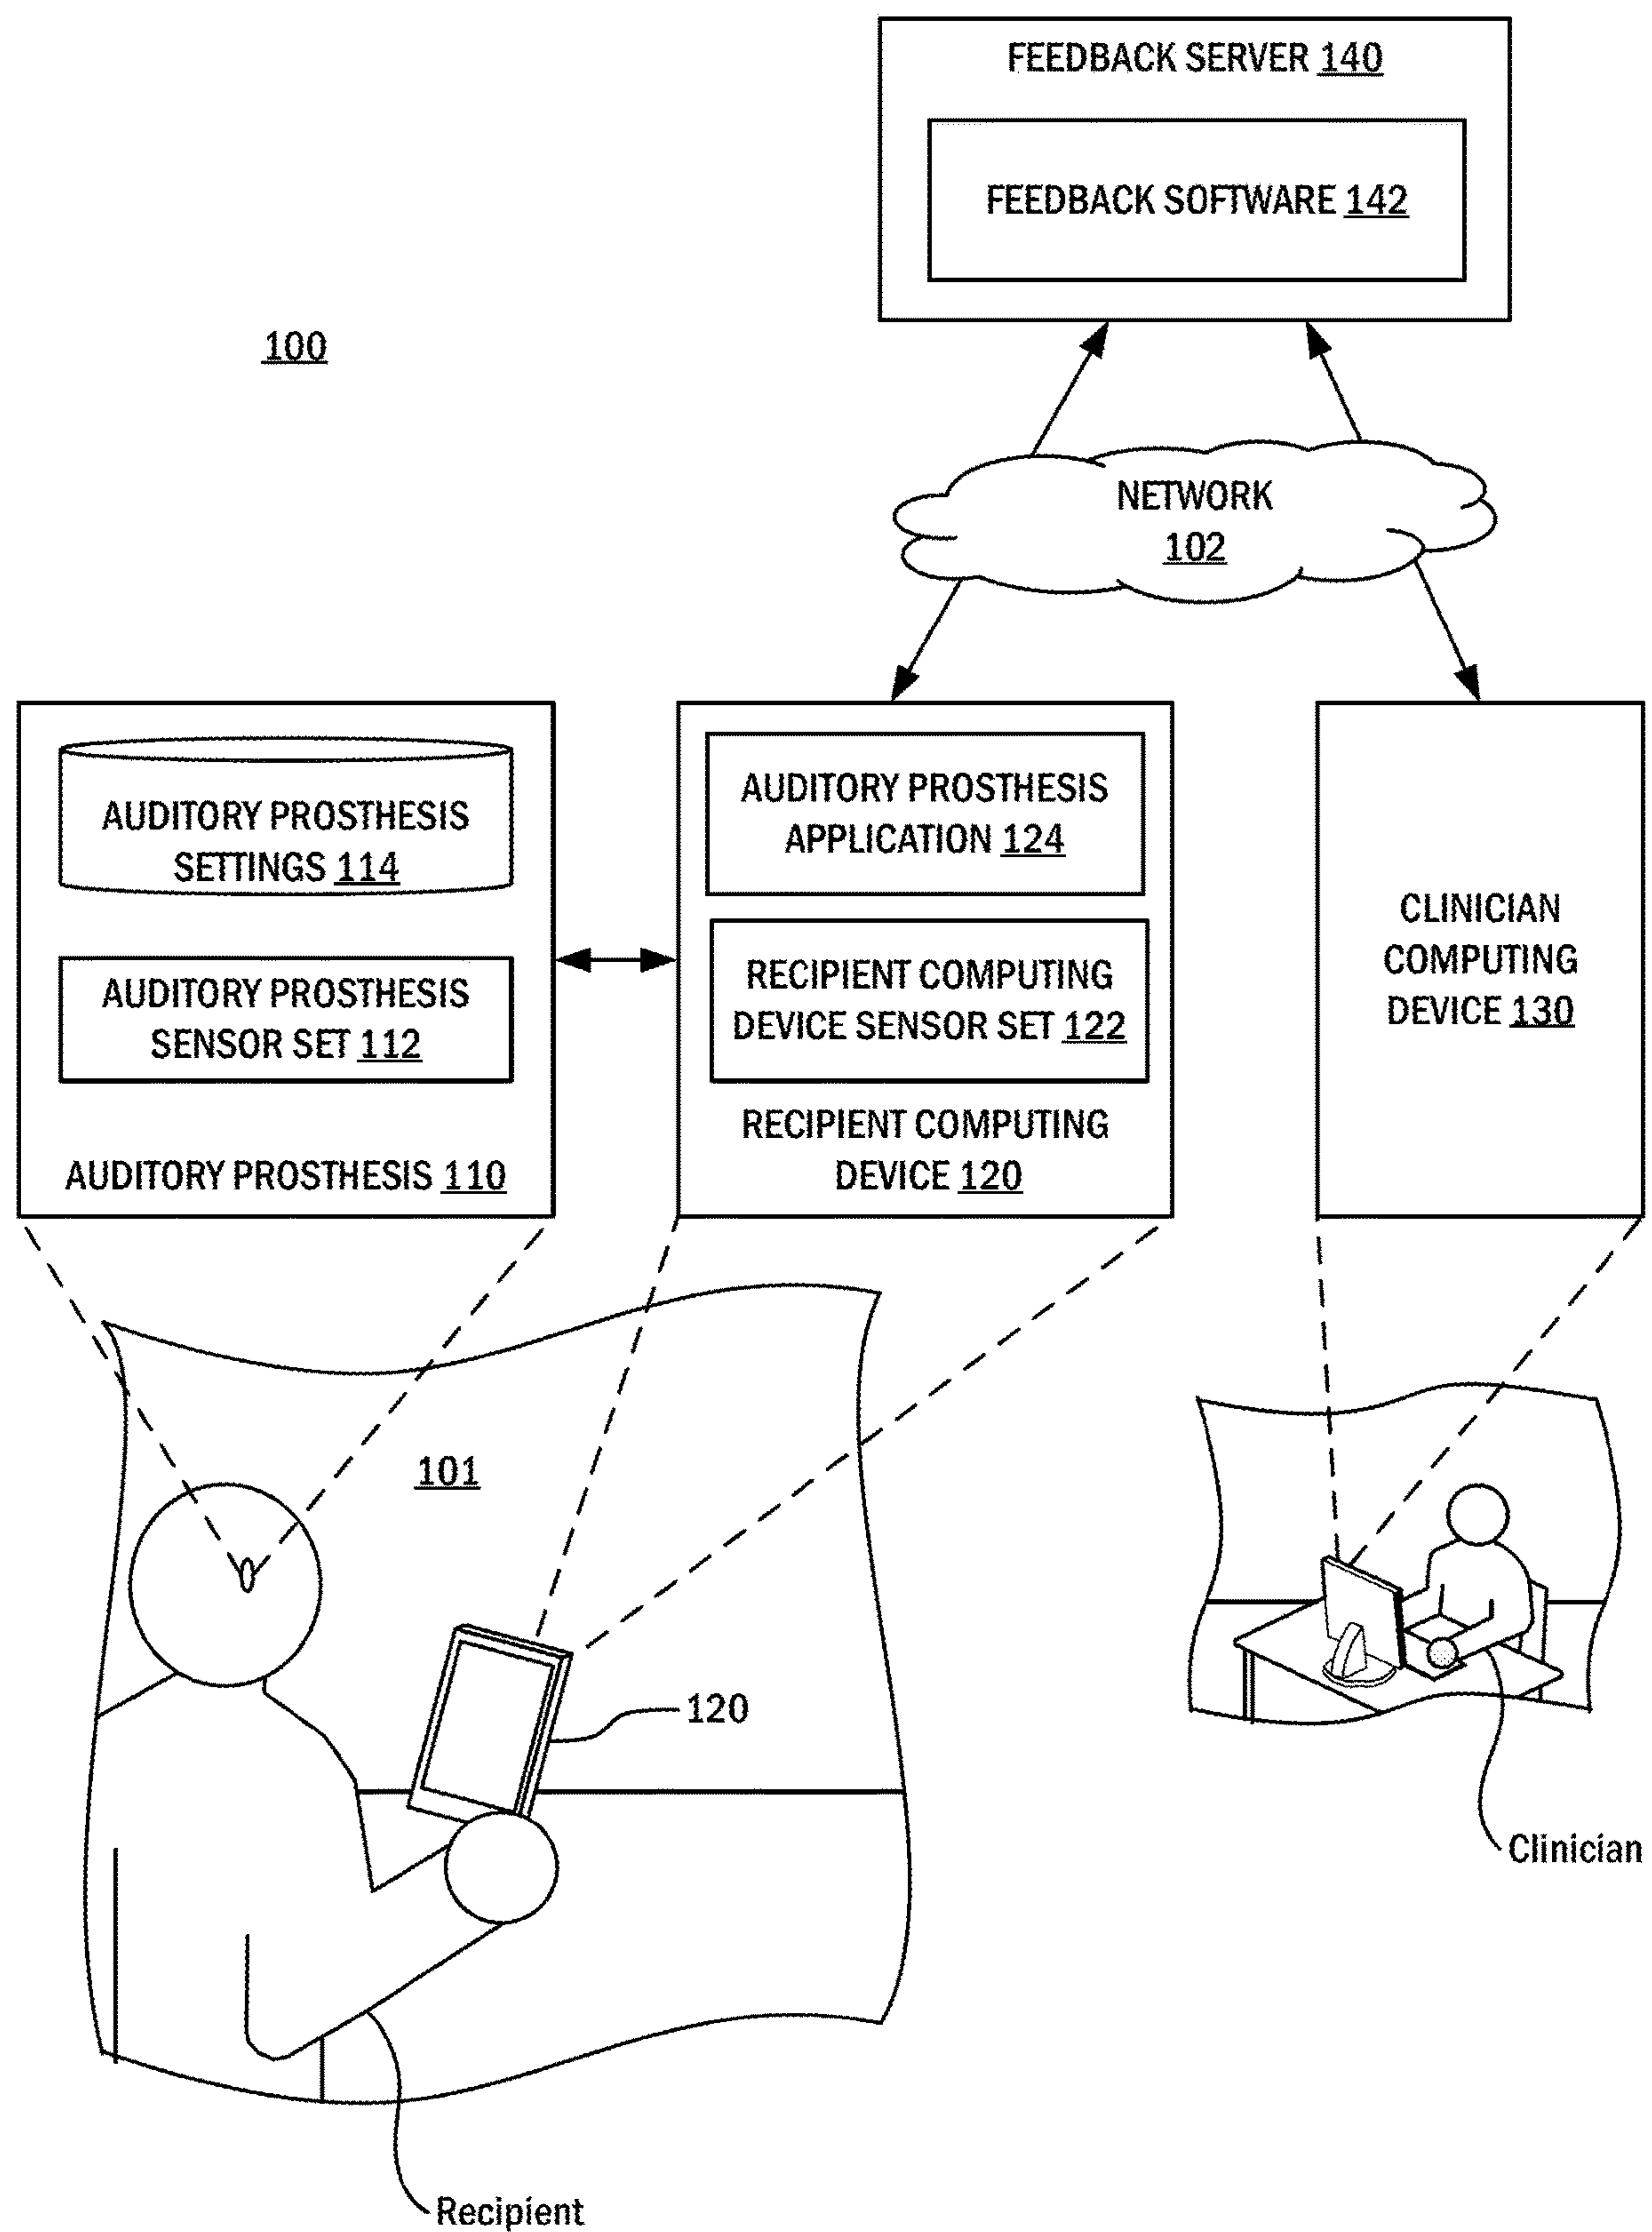 FEEDBACK SERVER 140
FEEDBACK SOFTWARE 142
100
NETWORK
102
AUDITORY PROSTHESIS
SETTINGS 114
AUDITORY PROSTHESIS
SENSOR SET 112
AUDITORY PROSTHESIS 110
AUDITORY PROSTHESIS
APPLICATION 124
RECIPIENT COMPUTING
DEVICE SENSOR SET 122
RECIPIENT COMPUTING
DEVICE 120
CLINICIAN
COMPUTING
DEVICE 130
101
120
Clinician
Recipient